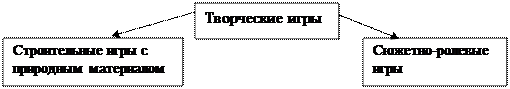 Творческие игры
Строительные игры с
природным материалом
Сюжетно-ролевые
игры